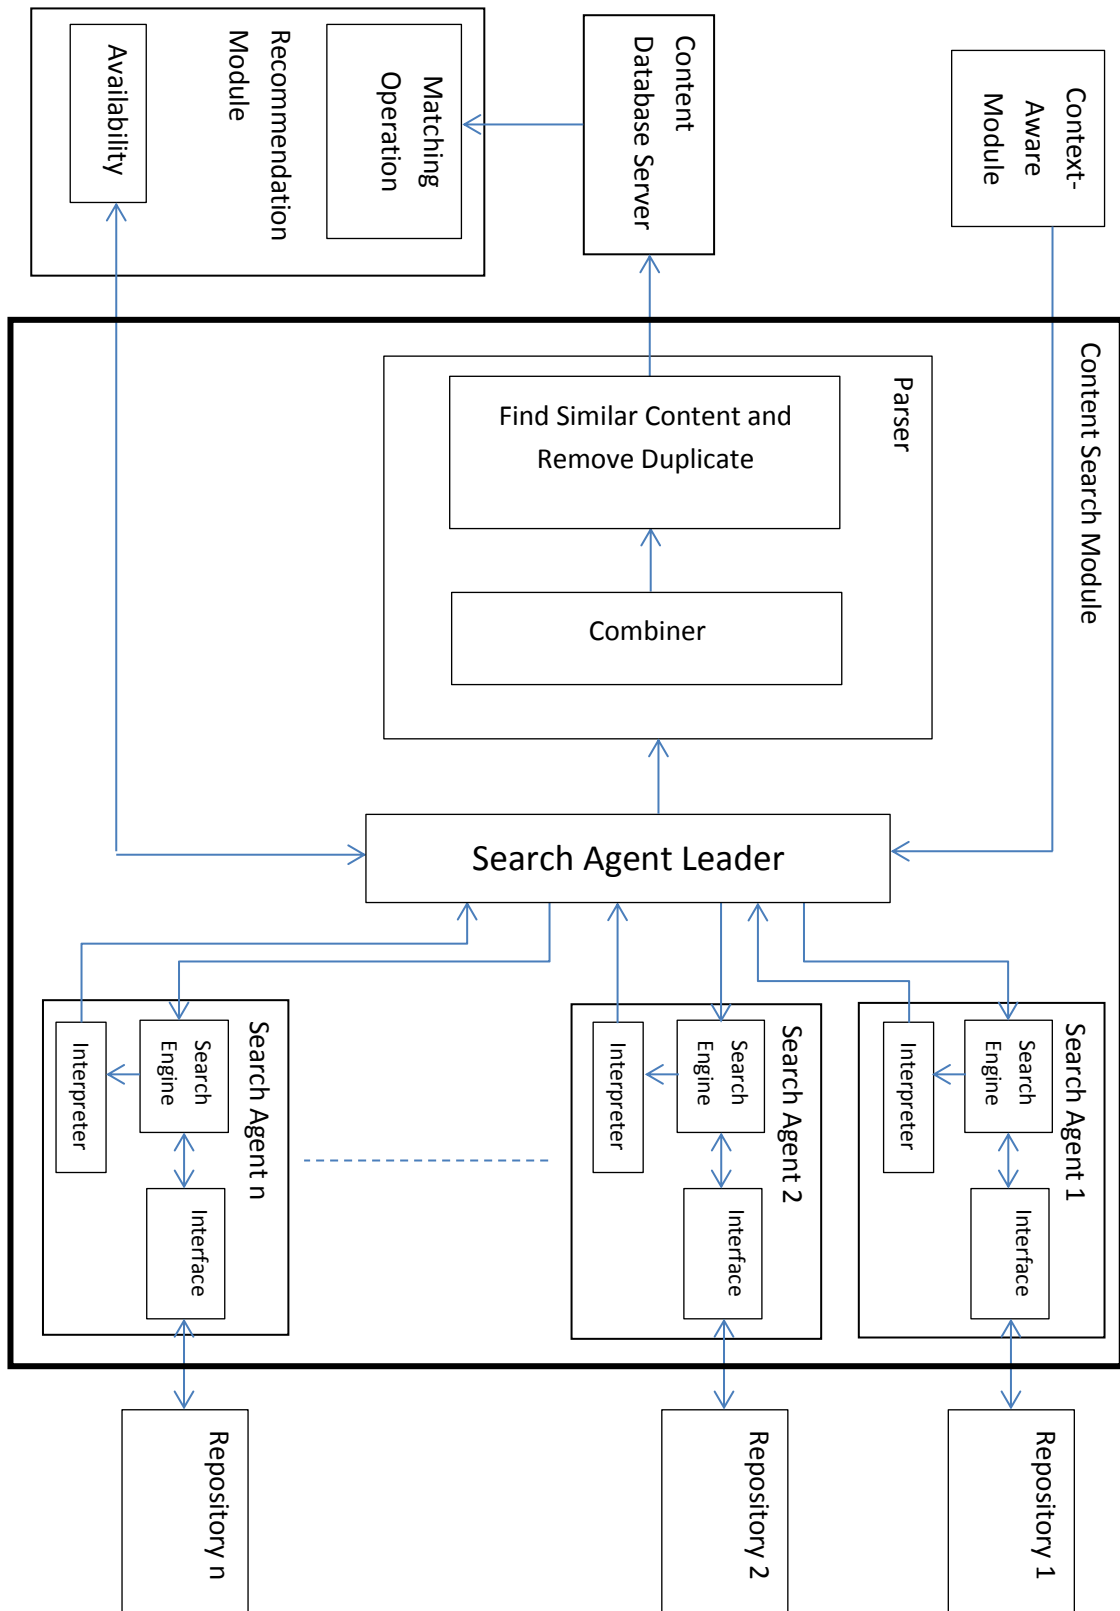 Availability
Recommendation
Module
Matching
Operation
Content
Database Server
Context-
Aware
Module
Content Search Module
Parser
Find Similar Content and
Remove Duplicate
Combiner
Search Agent Leader
Search Agent n
Search
Engine
Interpreter
Interface
Search Agent 2
Search
Engine
Interpreter
Interface
Search Agent 1
Search
Engine
Interpreter
Interface
Repository n
Repository 2
Repository 1